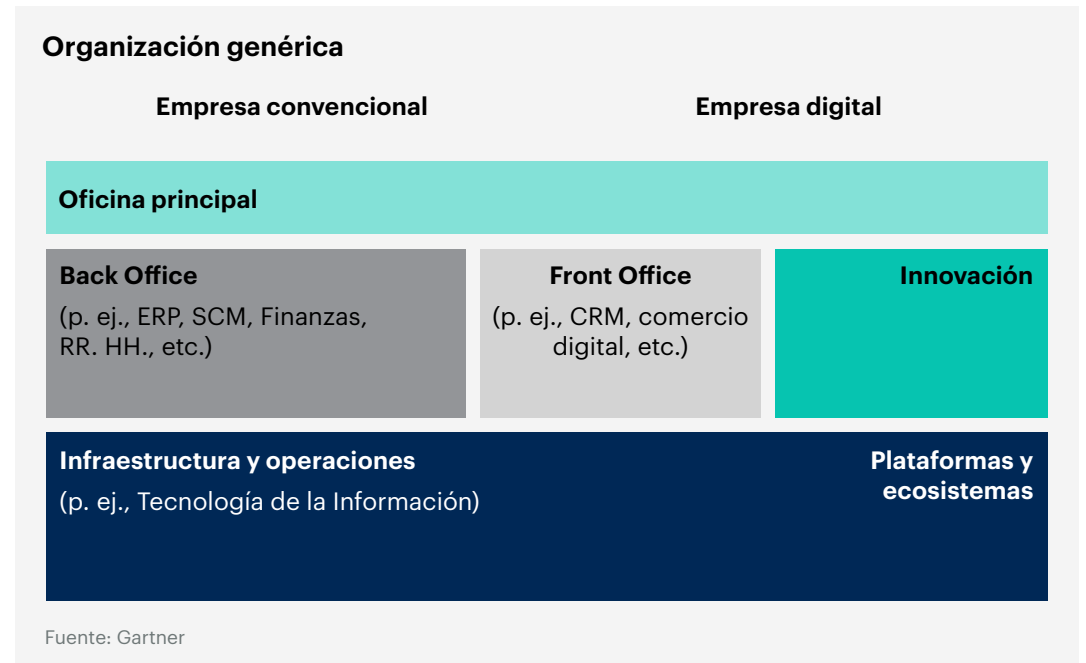 Organización genérica
Empresa convencional
Empresa digital
Oficina principal
Back Office
(p. ej., ERP, SCM, Finanzas,
RR. HH., etc.)
Front Office
(p. ej., CRM, comercio
digital, etc.)
Innovación
Infraestructura y operaciones
(p. ej., Tecnología de la Información)
Plataformas y
ecosistemas
Fuente: Gartner